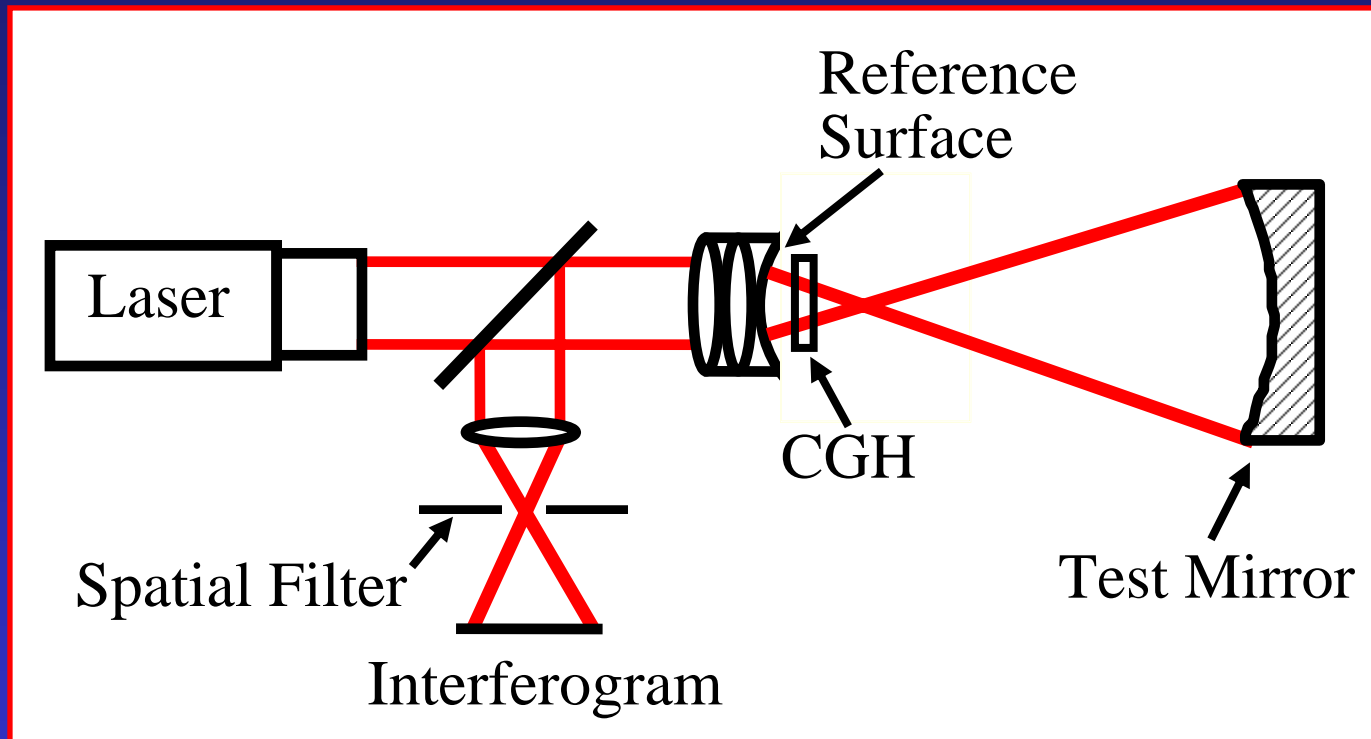 Reference
Surface
Laser
CGH
Spatial Filter
Test Mirror
Interferogram